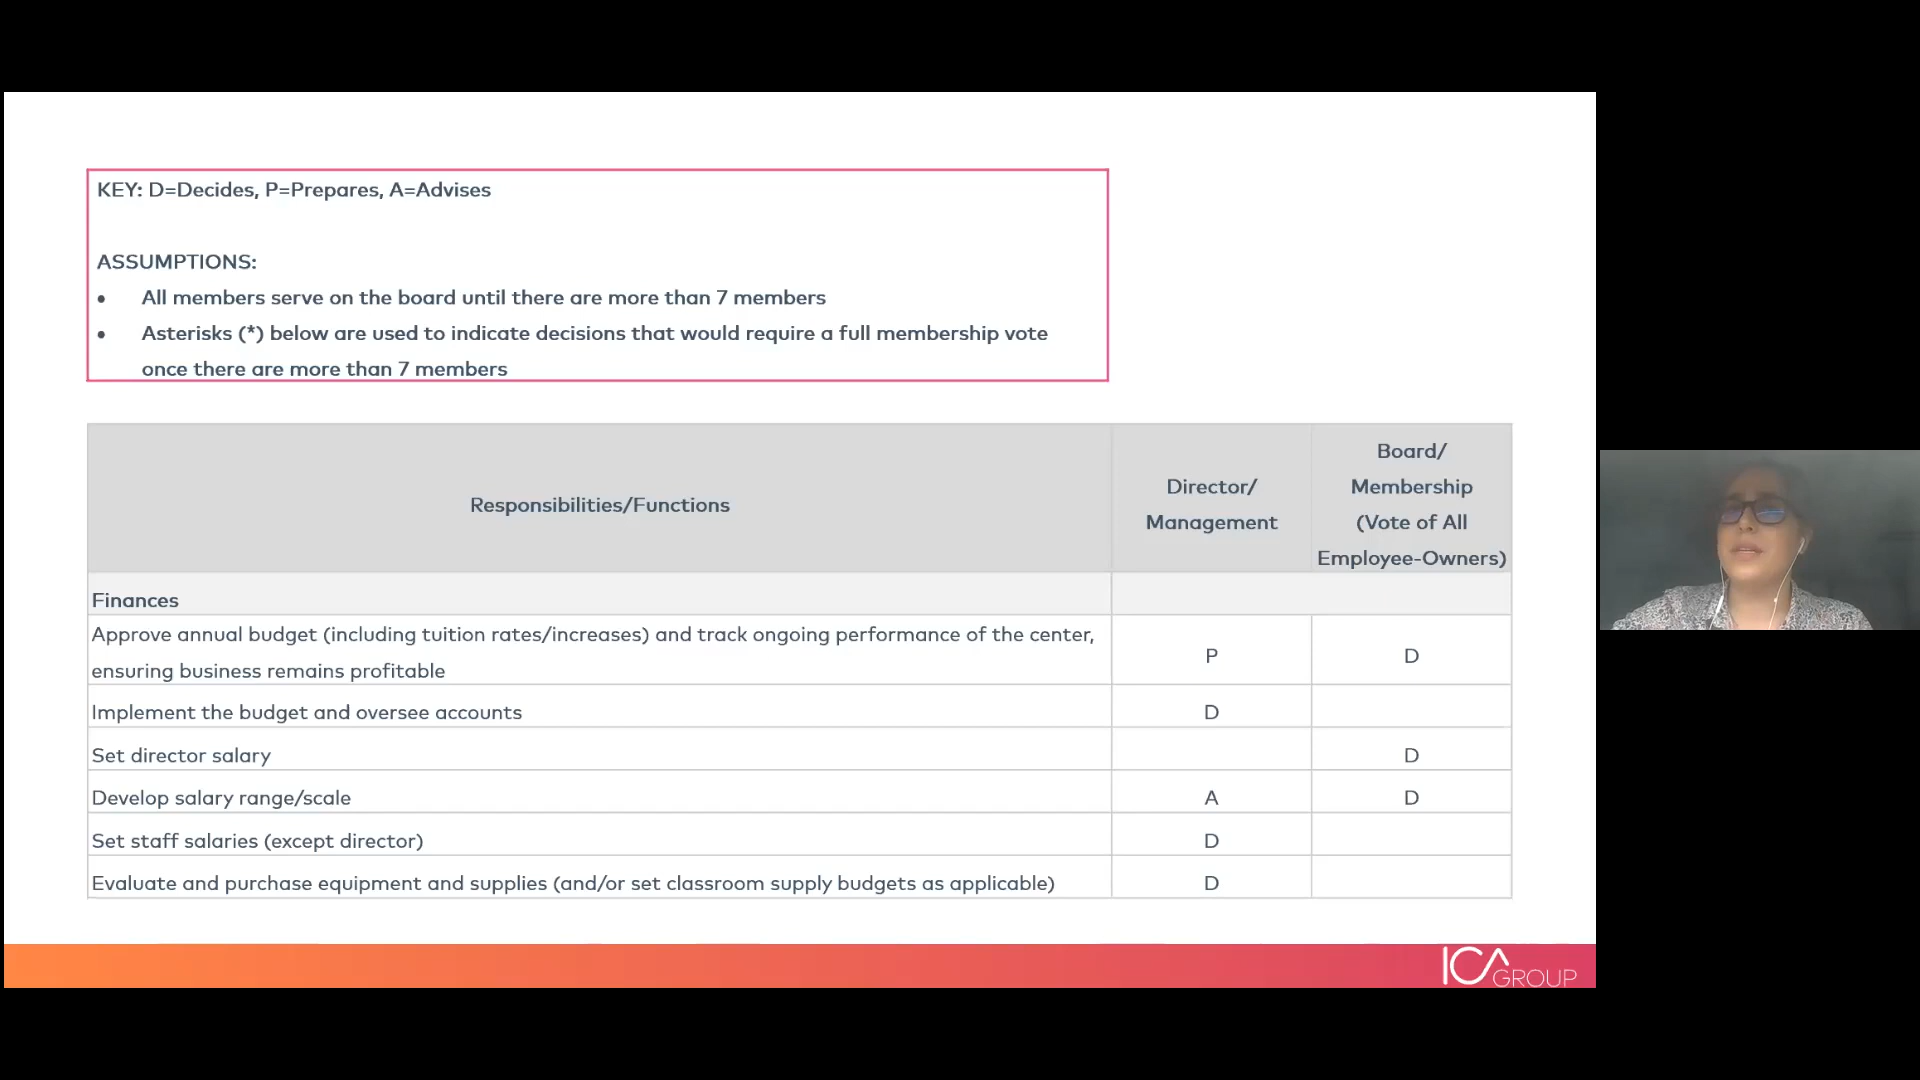 KEY: D=Decides, P=Prepares, A=Advises
ASSUMPTIONS:
• All members serve on the board until there are more than 7 members
• Asterisks (*) below are used to indicate decisions that would require a full membership vote
once there are more than 7 members
Responsibilities/Functions
Director/
Management
Board/
Membership
(Vote of All
Employee-Owners)
Finances
Approve annual budget (including tuition rates/increases) and track ongoing performance of the center,
ensuring business remains profitable
P D
Implement the budget and oversee accounts D
Set director salary D
Develop salary range/scale A D
Set staff salaries (except director) D
Evaluate and purchase equipment and supplies (and/or set classroom supply budgets as applicable) D
ICA GROUP